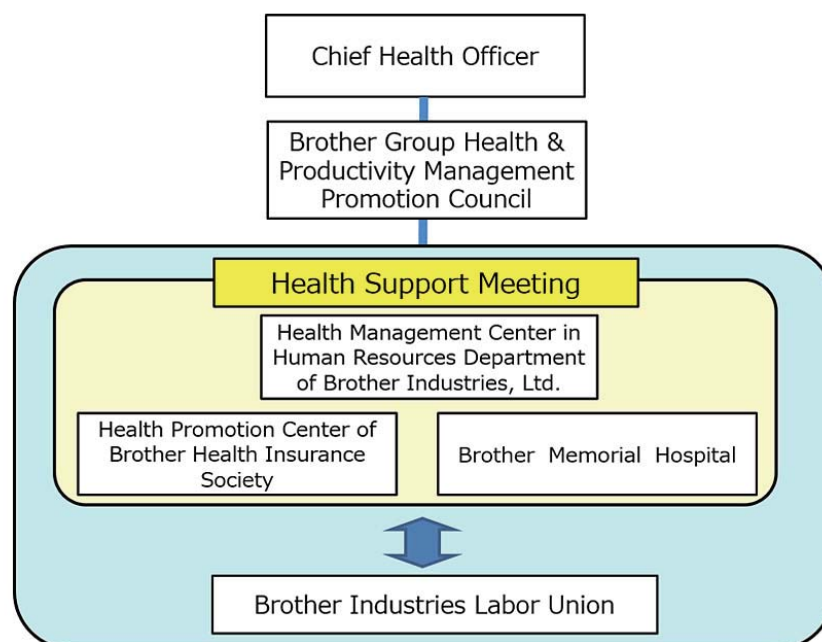 Chief Health Officer
Brother Group Health &
Productivity Management
Promotion Council
Health Support Meeting
Health Management Center in
Human Resources Department
of Brother Industries, Ltd.
Health Promotion Center of
Brother Health Insurance
Society
Brother Memorial Hospital
Brother Industries Labor Union